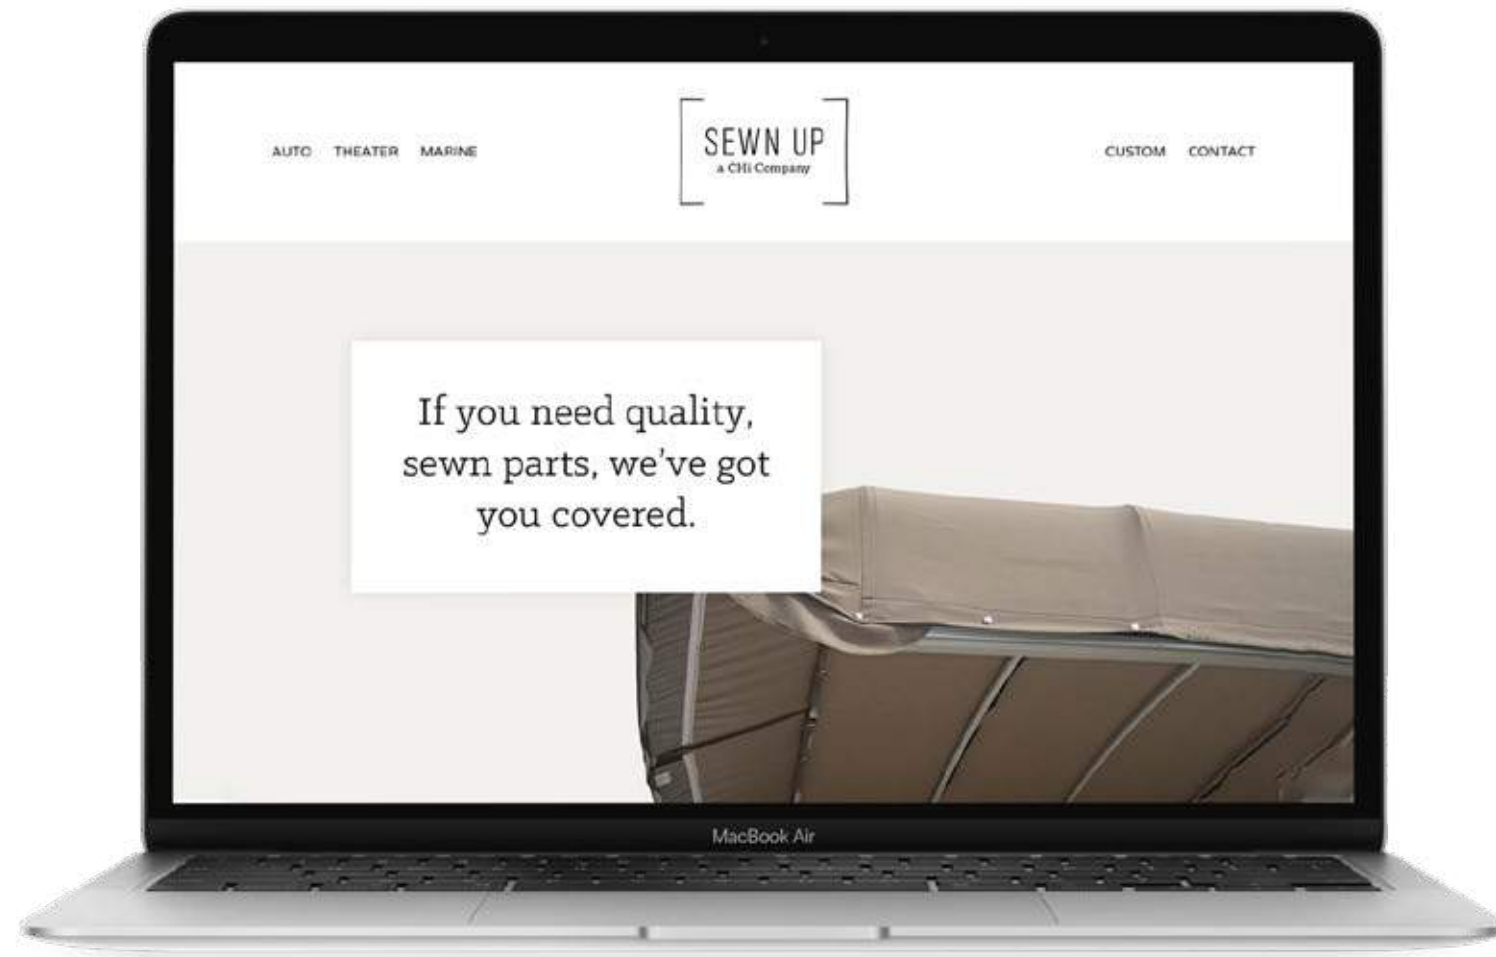 AUTO THEATER MARINE
SEWN UP
a CHi Company
CUSTOM CONTACT
If you need quality,
sewn parts, we've got
you covered.
MacBook Air